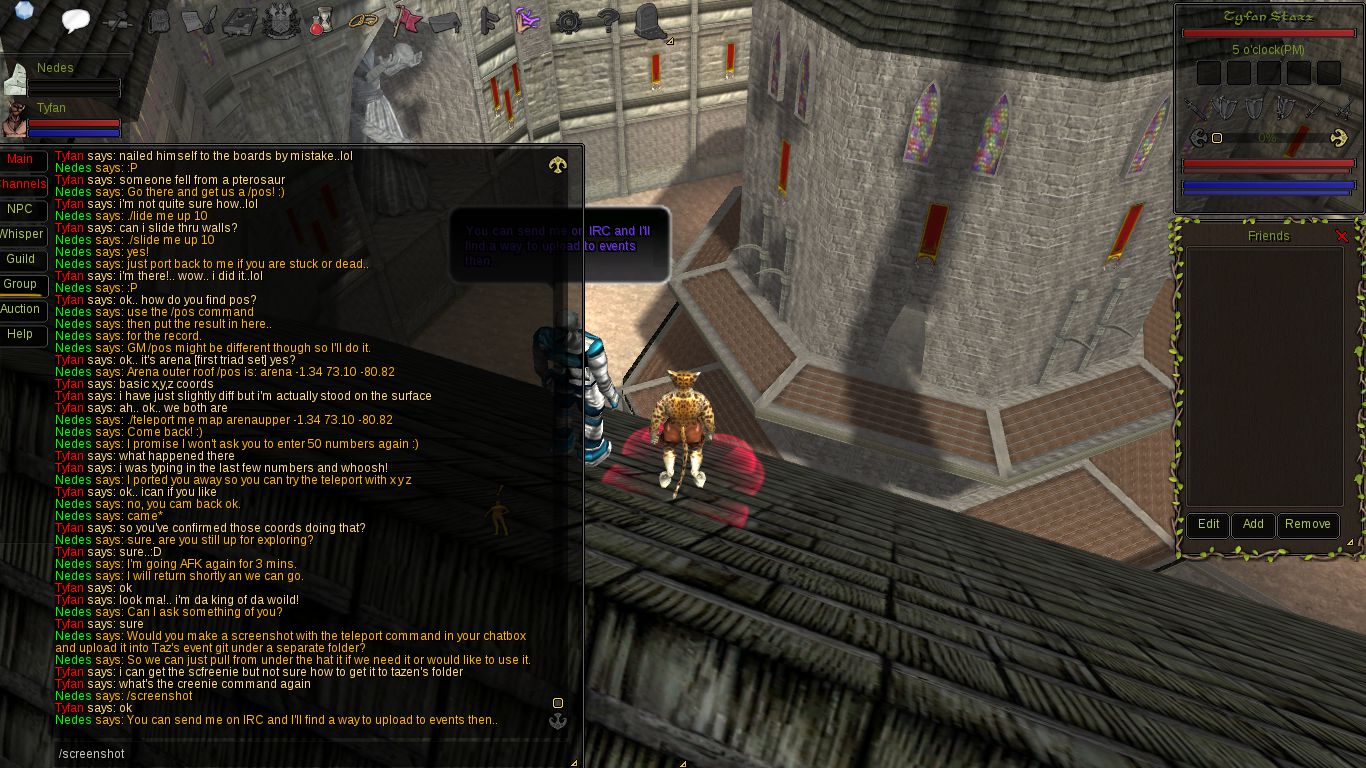 Nedes
Tyfan
Main
Channels
NPC
Whisper
Guild
Group
Auction
Help
Tyfan says: nailed himself to the boards by mistake..lol
Nedes says: :P
Tyfan says: someone fell from a pterosaur
Nedes says: Go there and get us a /pos! :)
Tyfan says: i'm not quite sure how..lol
Nedes says: ./lide me up 10
Tyfan says: can i slide thru walls?
Nedes says: ./slide me up 10
Nedes says: yes!
Nedes says: just port back to me if you are stuck or dead..
Tyfan says: i'm there!.. wow.. i did it..lol
Nedes says: :P
Tyfan says: ok.. how do you find pos?
Nedes says: use the /pos command
Nedes says: then put the result in here..
Nedes says: for the record.
Nedes says: GM /pos might be different though so I'll do it.
Tyfan says: ok.. it's arena [first triad set] yes?
Nedes says: Arena outer roof /pos is: arena -1.34 73.10 -80.82
Tyfan says: basic x,y,z coords
Tyfan says: i have just slightly diff but i'm actually stood on the surface
Tyfan says: ah.. ok.. we both are
Nedes says: ./teleport me map arenaupper -1.34 73.10 -80.82
Nedes says: Come back! :)
Nedes says: I promise I won't ask you to enter 50 numbers again :)
Tyfan says: what happened there
Tyfan says: i was typing in the last few numbers and whoosh!
Nedes says: I ported you away so you can try the teleport with x y z
Tyfan says: ok.. ican if you like
Nedes says: no, you cam back ok.
Nedes says: came*
Tyfan says: so you've confirmed those coords doing that?
Nedes says: sure. are you still up for exploring?
Tyfan says: sure..:D
Nedes says: I'm going AFK again for 3 mins.
Nedes says: I will return shortly an we can go.
Tyfan says: ok
Tyfan says: look ma!.. i'm da king of da woild!
Nedes says: Can I ask something of you?
Tyfan says: sure
Nedes says: Would you make a screenshot with the teleport command in your chatbox
and upload it into Taz's event git under a separate folder?
Nedes says: So we can just pull from under the hat it if we need it or would like to use it.
Tyfan says: i can get the scfreenie but not sure how to get it to tazen's folder
Tyfan says: what's the creenie command again
Nedes says: /screenshot
Tyfan says: ok
Nedes says: You can send me on IRC and I'll find a way to upload to events then..
/screenshot
You can send me on IRC and I'll
find a way to upload to events
then..
Tyfan Staxx
5 o'clock(PM)
0%
Friends
Edit
Add
Remove